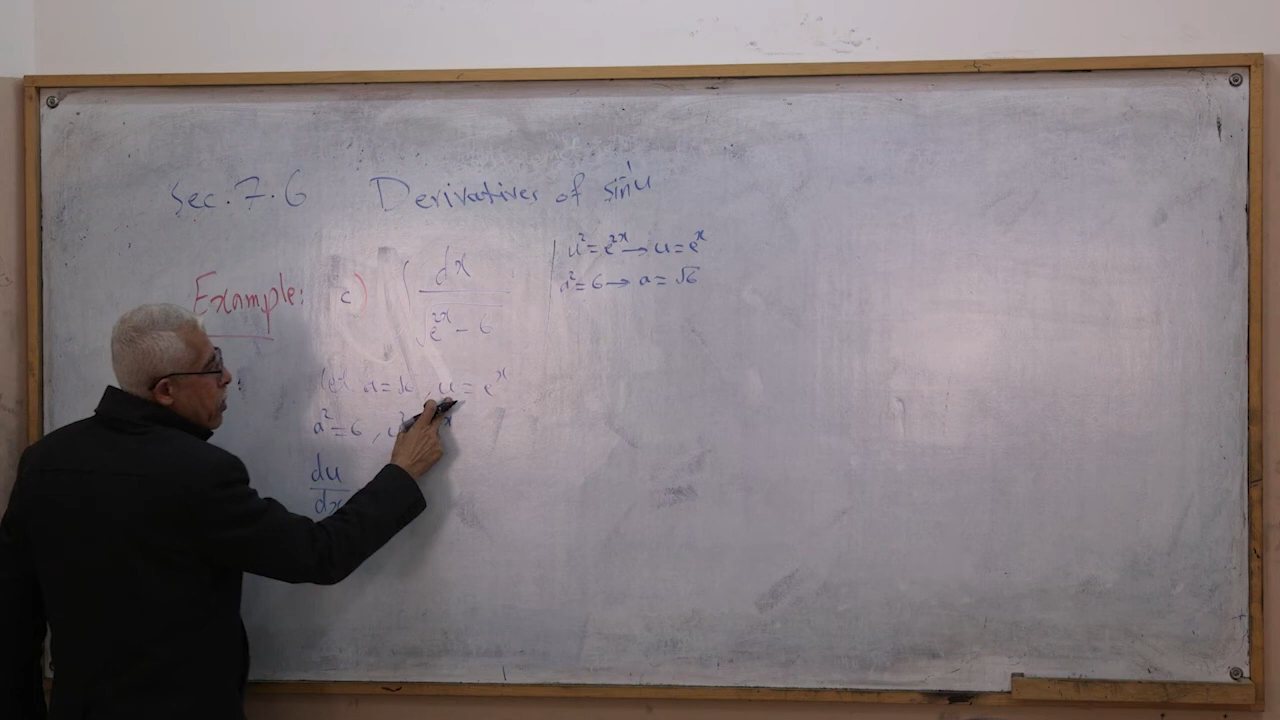 Sec. 7.6 Derivatives of sin⁻¹u
Example: c) ∫ dx / √(e^{2x} - 6)
u² = e^{2x} → u = e^x
a² = 6 → a = √6
Let a = √6, u = e^x
a² = 6, u²
du/dx